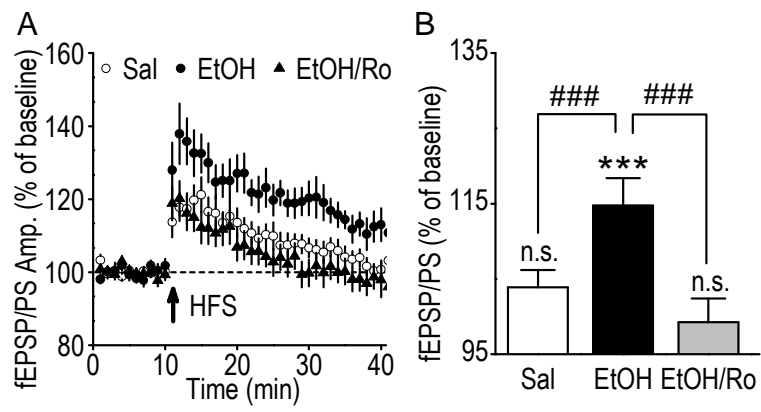 A
Sal EtOH EtOH/Ro
fEPSP/PS Amp. (% of baseline)
160
140
120
100
80
HFS
0 10 20 30 40
Time (min)
B
fEPSP/PS (% of baseline)
135
115
95
### ###
***
n.s.
n.s.
Sal EtOH EtOH/Ro